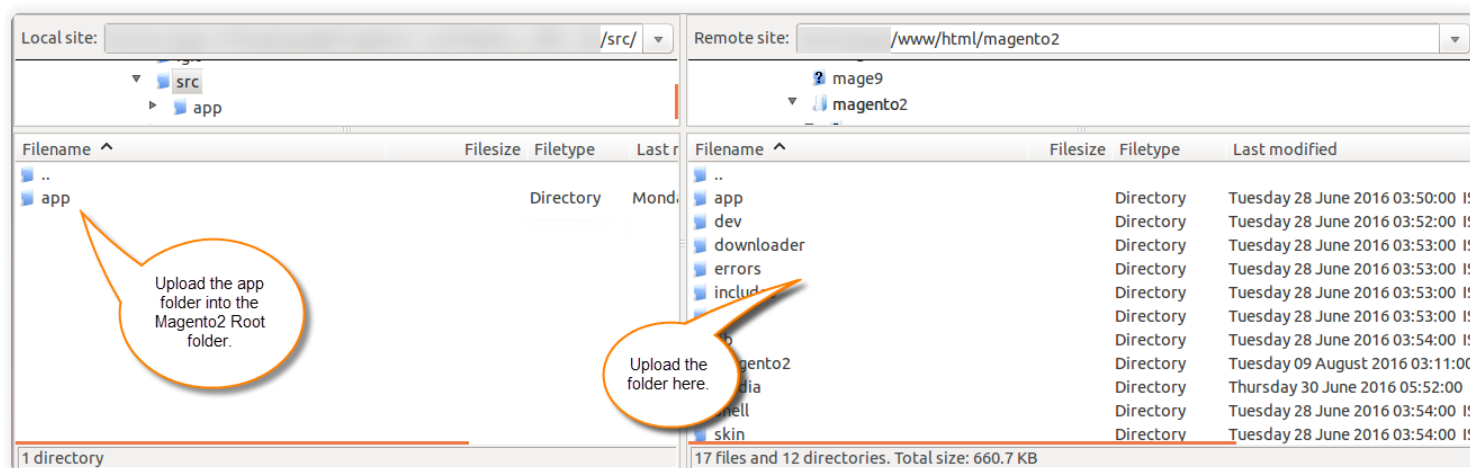 Local site: /src/
Remote site: /www/html/magento2
src
app
mage9
magento2
Filename Filesize Filetype Last
Filename Filesize Filetype Last modified
..
app Directory
..
app Directory Tuesday 28 June 2016 03:50:00
dev Directory Tuesday 28 June 2016 03:52:00
downloader Directory Tuesday 28 June 2016 03:53:00
errors Directory Tuesday 28 June 2016 03:53:00
Directory Tuesday 28 June 2016 03:53:00
Directory Tuesday 28 June 2016 03:53:00
Directory Tuesday 28 June 2016 03:54:00
Directory Tuesday 09 August 2016 03:11:00
Directory Thursday 30 June 2016 05:52:00
Directory Tuesday 28 June 2016 03:54:00
skin Directory Tuesday 28 June 2016 03:54:00
Upload the app
folder into the
Magento2 Root
folder.
Upload the
folder here.
1 directory
17 files and 12 directories. Total size: 660.7 KB